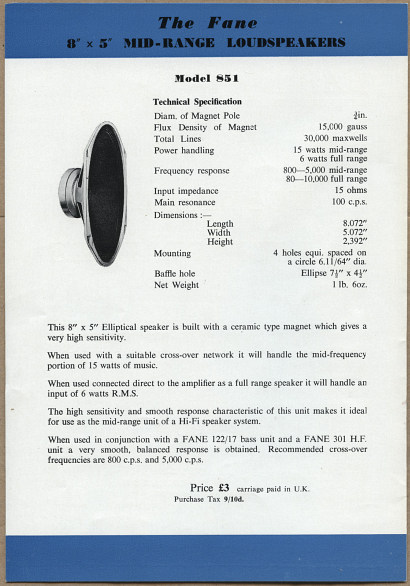 The Fane
8″ × 5″ MID-RANGE LOUDSPEAKERS
Model 851
Technical Specification
Diam. of Magnet Pole ¾in.
Flux Density of Magnet 15,000 gauss
Total Lines 30,000 maxwells
Power handling 15 watts mid-range
6 watts full range
Frequency response 800—5,000 mid-range
80—10,000 full range
Input impedance 15 ohms
Main resonance 100 c.p.s.
Dimensions :—
Length 8.072″
Width 5.072″
Height 2,392″
Mounting 4 holes equi. spaced on
a circle 6.11/64″ dia.
Baffle hole Ellipse 7½″ x 4½″
Net Weight 1 lb. 6oz.
This 8″ x 5″ Elliptical speaker is built with a ceramic type magnet which gives a
very high sensitivity.
When used with a suitable cross-over network it will handle the mid-frequency
portion of 15 watts of music.
When used connected direct to the amplifier as a full range speaker it will handle an
input of 6 watts R.M.S.
The high sensitivity and smooth response characteristic of this unit makes it ideal
for use as the mid-range unit of a Hi-Fi speaker system.
When used in conjunction with a FANE 122/17 bass unit and a FANE 301 H.F.
unit a very smooth, balanced response is obtained. Recommended cross-over
frequencies are 800 c.p.s. and 5,000 c.p.s.
Price £3 carriage paid in U.K.
Purchase Tax 9/10d.